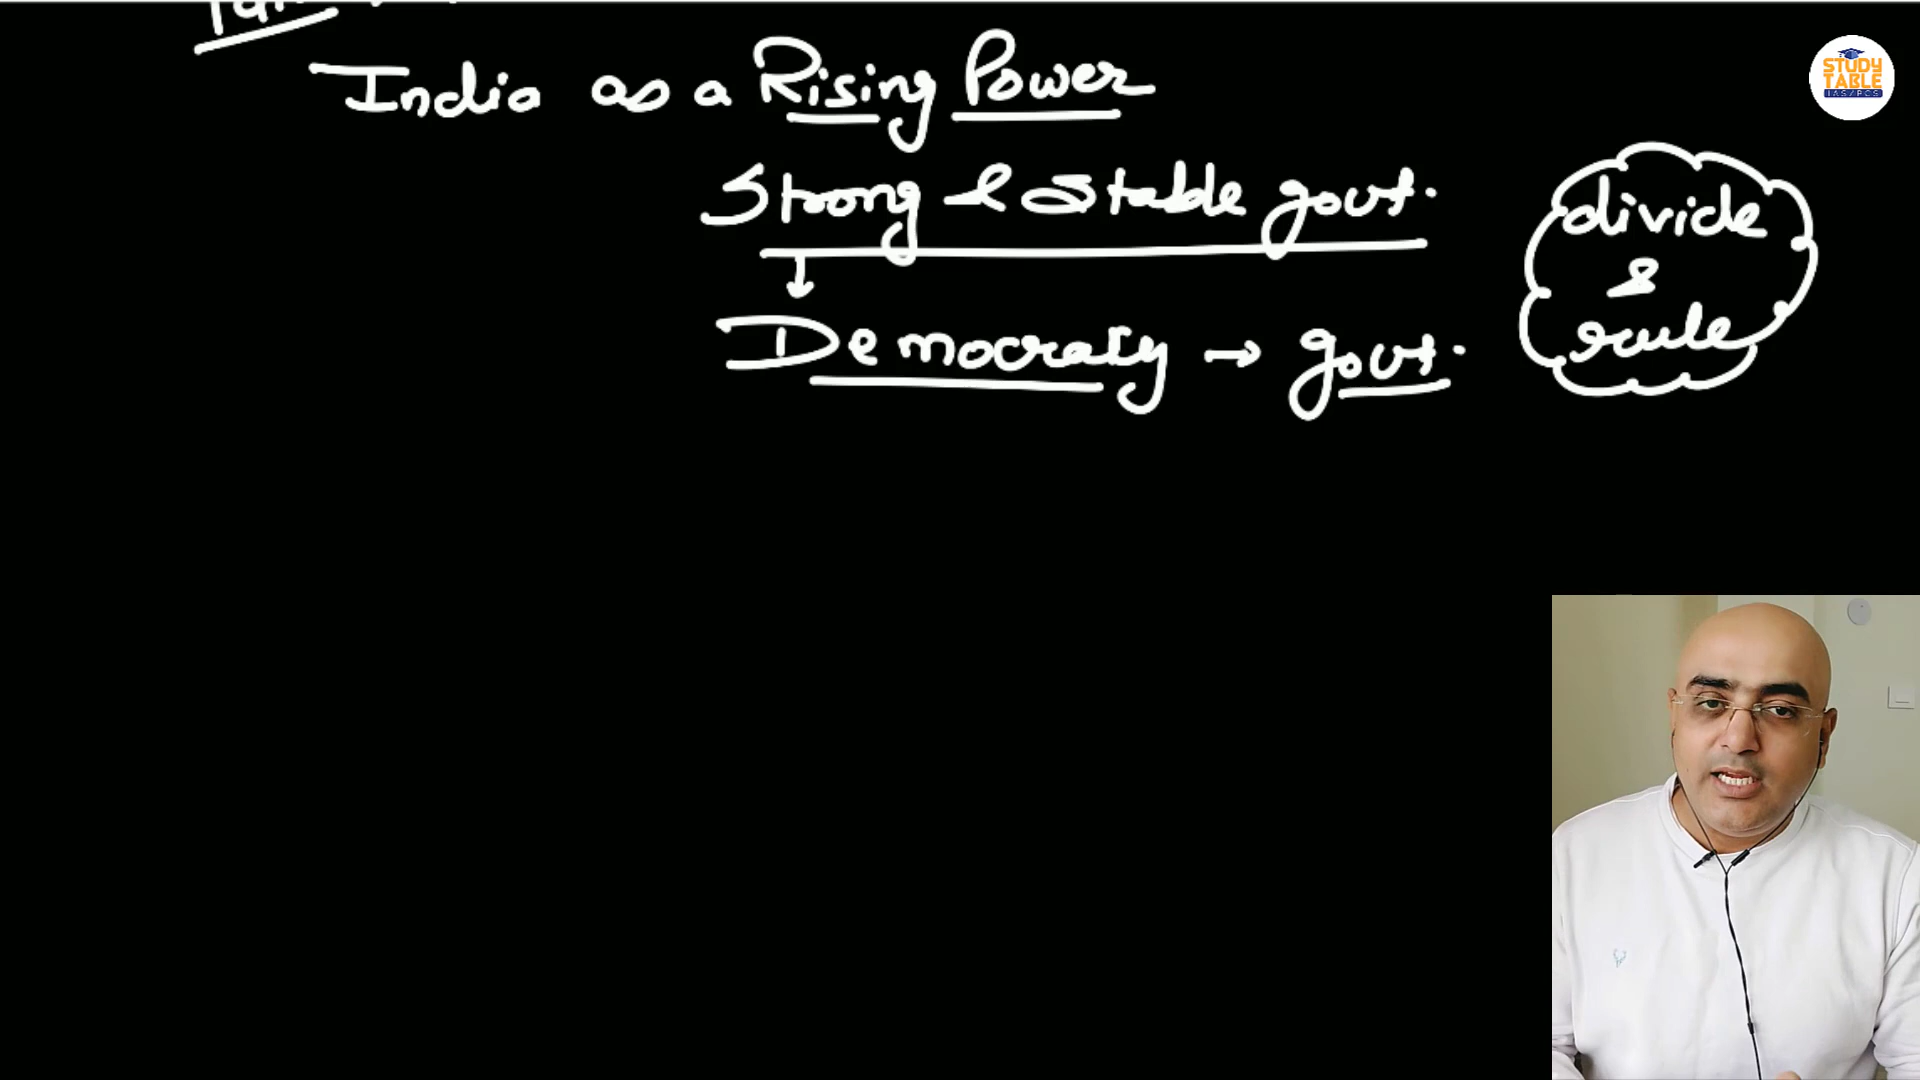 India as a Rising Power
Strong & Stable govt.
Democracy → govt.
divide
&
rule
STUDY
TABLE
IAS/PCS